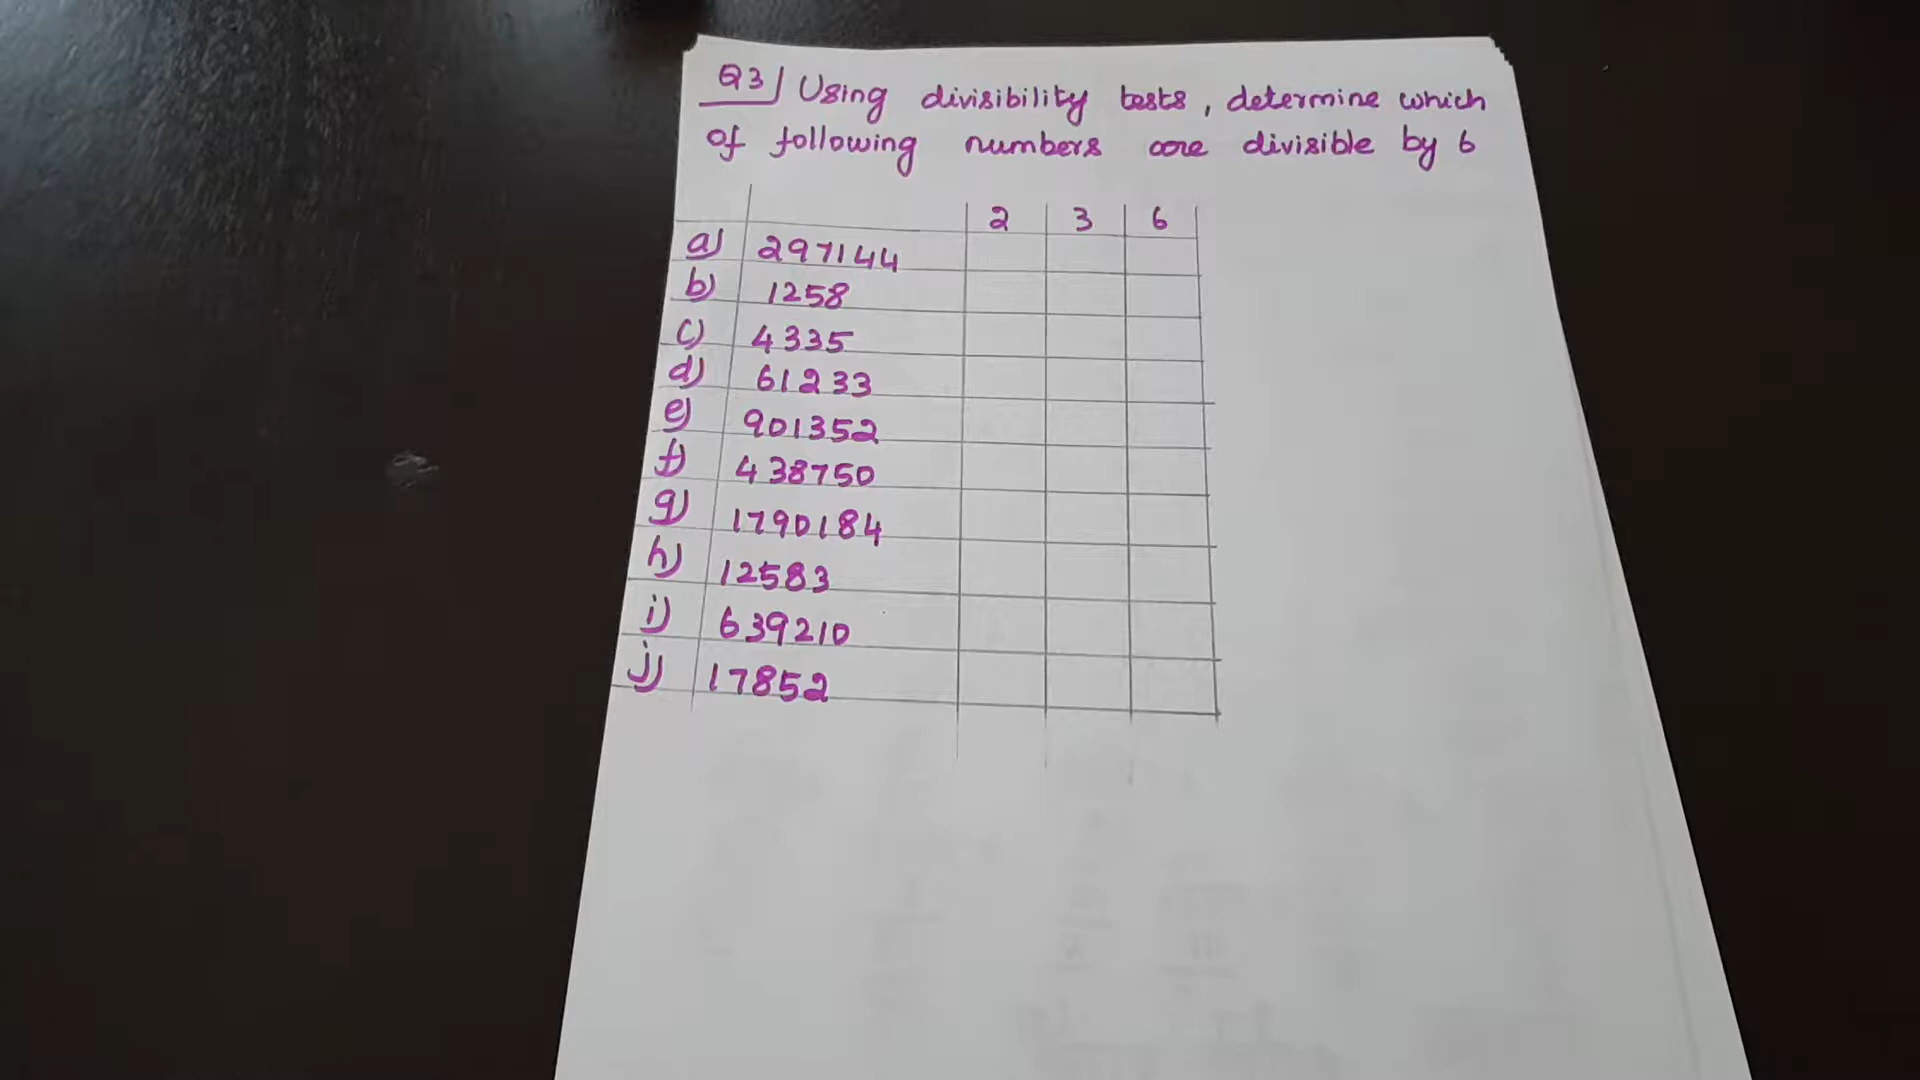 Q3) Using divisibility tests, determine which
of following numbers are divisible by 6
2 3 6
a) 297144
b) 1258
c) 4335
d) 61233
e) 901352
f) 438750
g) 1790184
h) 12583
i) 639210
j) 17852